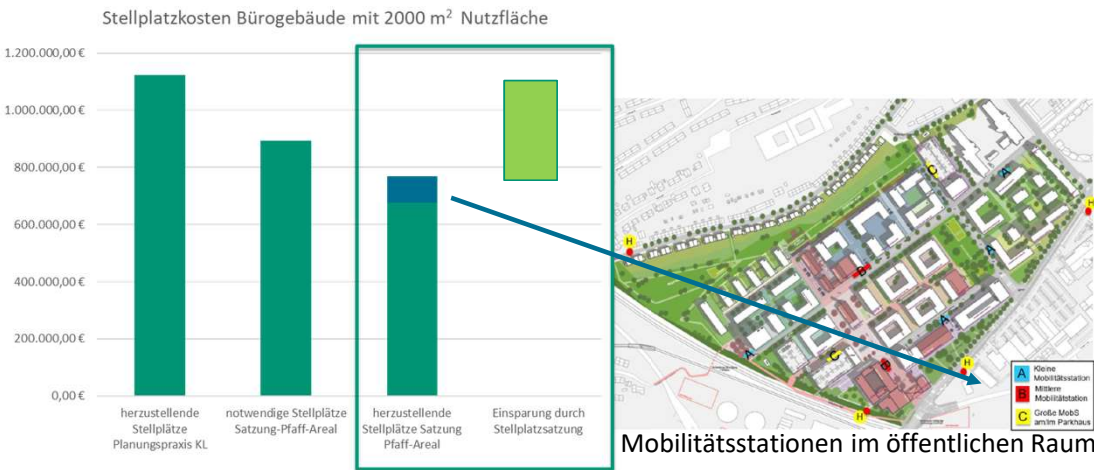 Stellplatzkosten Bürogebäude mit 2000 m² Nutzfläche
1.200.000,00 €
1.000.000,00 €
800.000,00 €
600.000,00 €
400.000,00 €
200.000,00 €
0,00 €
herzustellende
Stellplätze
Planungspraxis KL
notwendige Stellplätze
Satzung-Pfaff-Areal
herzustellende
Stellplätze Satzung
Pfaff-Areal
Einsparung durch
Stellplatzsatzung
C
A
H
H
A
B
A
A
C
B
H
H
A Kleine
Mobilitätsstation
B Mittlere
Mobilitätstation
C Große MobS
am/im Parkhaus
Mobilitätsstationen im öffentlichen Raum